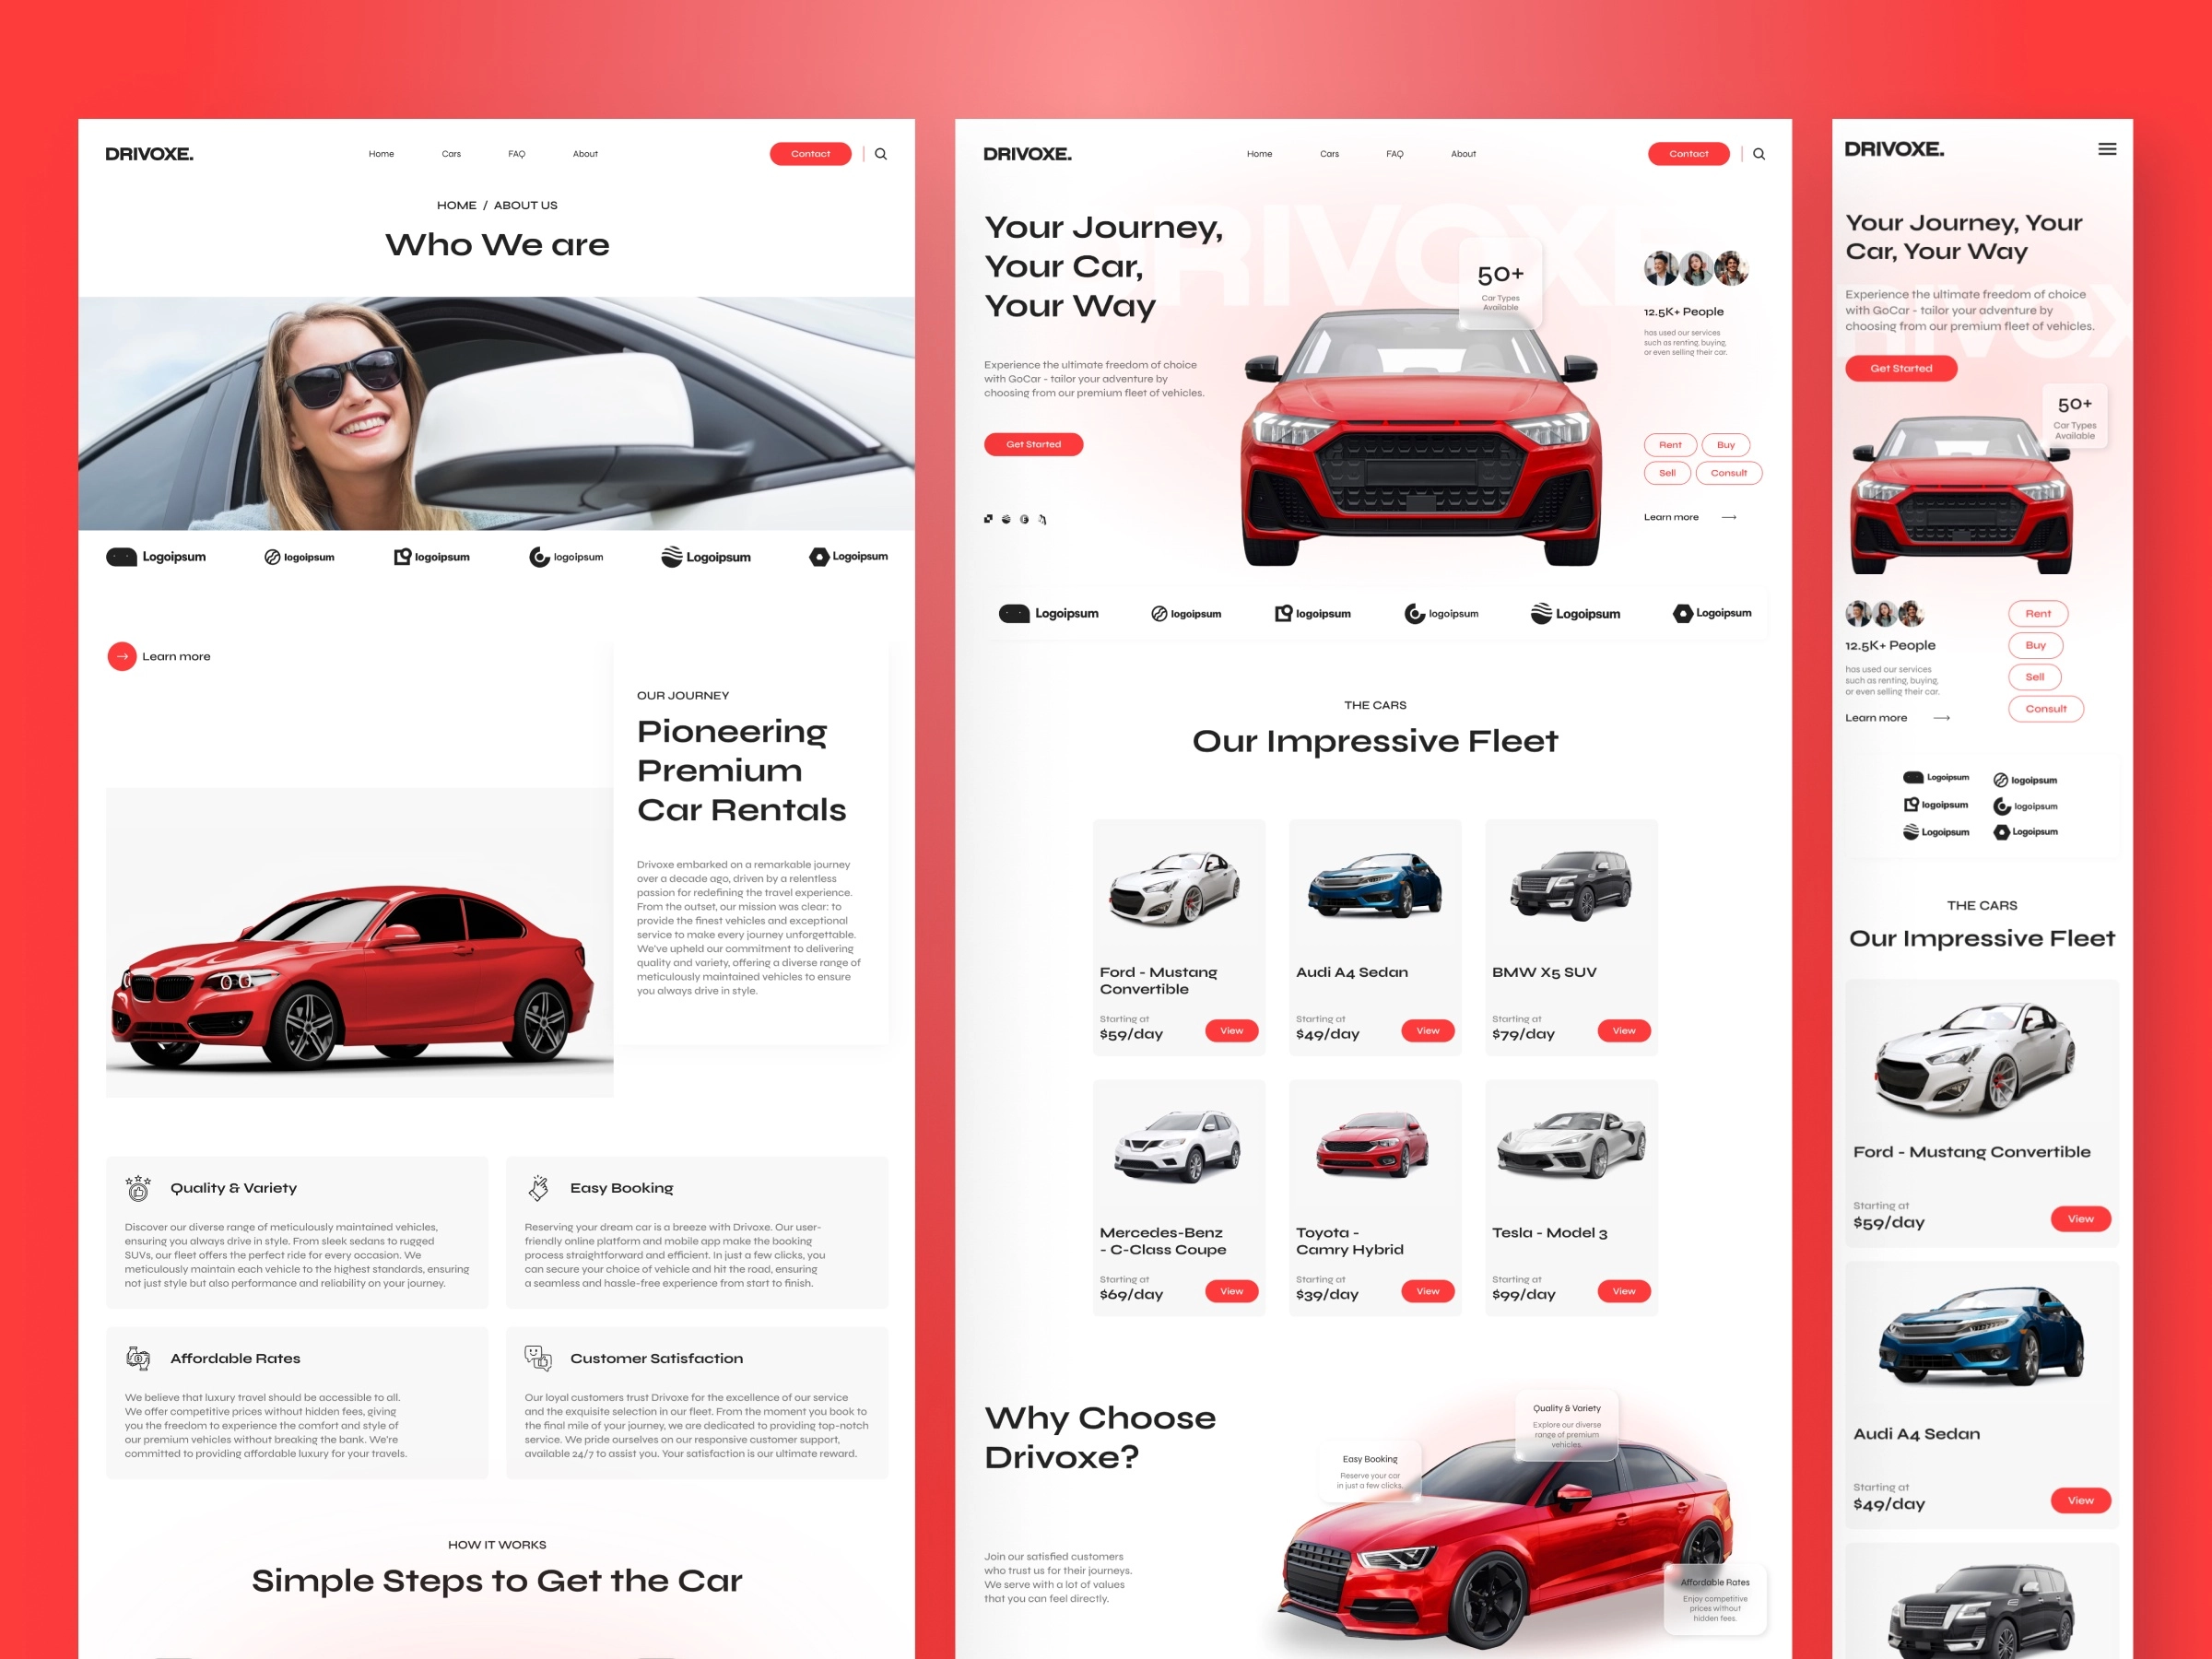 DRIVOXE.
Home Cars FAQ About
Contact
HOME / ABOUT US
Who We are
Logoipsum logoipsum logoipsum logoipsum Logoipsum Logoipsum
Learn more
OUR JOURNEY
Pioneering
Premium
Car Rentals
Drivoxe embarked on a remarkable journey
over a decade ago, driven by a relentless
passion for redefining the travel experience.
From the outset, our mission was clear: to
provide the finest vehicles and exceptional
service to make every journey unforgettable.
We've upheld our commitment to delivering
quality and variety, offering a diverse range of
meticulously maintained vehicles to ensure
you always drive in style.
Quality & Variety
Discover our diverse range of meticulously maintained vehicles,
ensuring you always drive in style. From sleek sedans to rugged
SUVs, our fleet offers the perfect ride for every occasion. We
meticulously maintain each vehicle to the highest standards, ensuring
not just style but also performance and reliability on your journey.
Easy Booking
Reserving your dream car is a breeze with Drivoxe. Our user-
friendly online platform and mobile app make the booking
process straightforward and efficient. In just a few clicks, you
can secure your choice of vehicle and hit the road, ensuring
a seamless and hassle-free experience from start to finish.
Affordable Rates
We believe that luxury travel should be accessible to all.
We offer competitive prices without hidden fees, giving
you the freedom to experience the comfort and style of
our premium vehicles without breaking the bank. We're
committed to providing affordable luxury for your travels.
Customer Satisfaction
Our loyal customers trust Drivoxe for the excellence of our service
and the exquisite selection in our fleet. From the moment you book to
the final mile of your journey, we are dedicated to providing top-notch
service. We pride ourselves on our responsive customer support,
available 24/7 to assist you. Your satisfaction is our ultimate reward.
HOW IT WORKS
Simple Steps to Get the Car
DRIVOXE.
Home Cars FAQ About
Contact
RIVOXE
Your Journey,
Your Car,
Your Way
Experience the ultimate freedom of choice
with GoCar - tailor your adventure by
choosing from our premium fleet of vehicles.
Get Started
50+
Car Types
Available
12.5K+ People
has used our services
such as renting, buying,
or even selling their car.
Rent Buy
Sell Consult
Learn more
Logoipsum logoipsum logoipsum logoipsum Logoipsum Logoipsum
THE CARS
Our Impressive Fleet
Ford - Mustang
Convertible
Starting at
$59/day
View
Audi A4 Sedan
Starting at
$49/day
View
BMW X5 SUV
Starting at
$79/day
View
Mercedes-Benz
- C-Class Coupe
Starting at
$69/day
View
Toyota -
Camry Hybrid
Starting at
$39/day
View
Tesla - Model 3
Starting at
$99/day
View
Why Choose
Drivoxe?
Join our satisfied customers
who trust us for their journeys.
We serve with a lot of values
that you can feel directly.
Easy Booking
Reserve your car
in just a few clicks.
Quality & Variety
Explore our diverse
range of premium
vehicles.
Affordable Rates
Enjoy competitive
prices without
hidden fees.
DRIVOXE.
Your Journey, Your
Car, Your Way
Experience the ultimate freedom of choice
with GoCar - tailor your adventure by
choosing from our premium fleet of vehicles.
RIVOX
Get Started
50+
Car Types
Available
12.5K+ People
has used our services
such as renting, buying,
or even selling their car.
Learn more
Rent
Buy
Sell
Consult
Logoipsum logoipsum
logoipsum logoipsum
Logoipsum Logoipsum
THE CARS
Our Impressive Fleet
Ford - Mustang Convertible
Starting at
$59/day
View
Audi A4 Sedan
Starting at
$49/day
View